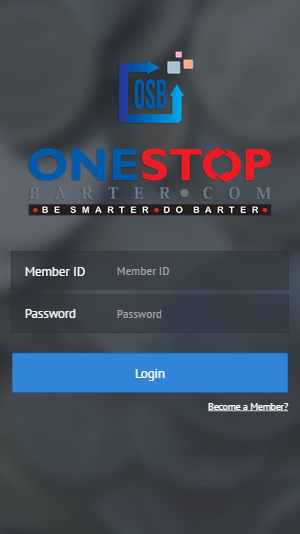 OSB
ONESTOP
BARTER•COM
•BE SMARTER•DO BARTER•
Member ID Member ID
Password Password
Login
Become a Member?